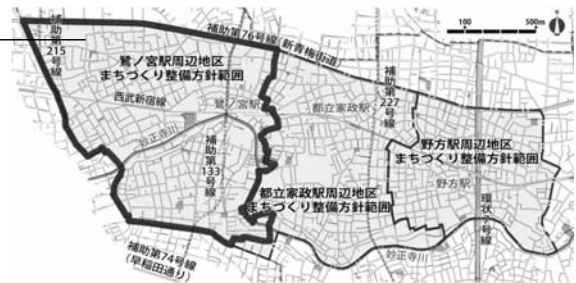 補助第215号線
補助第76号線(新青梅街道)
100
500m
鷺ノ宮駅周辺地区
まちづくり整備方針範囲
西武新宿線
鷺ノ宮駅
妙正寺川
補助第133号線
都立家政駅
補助第227号線
野方駅周辺地区
まちづくり整備方針範囲
野方駅
環状7号線
都立家政駅周辺地区
まちづくり整備方針範囲
妙正寺川
補助第74号線
(早稲田通り)